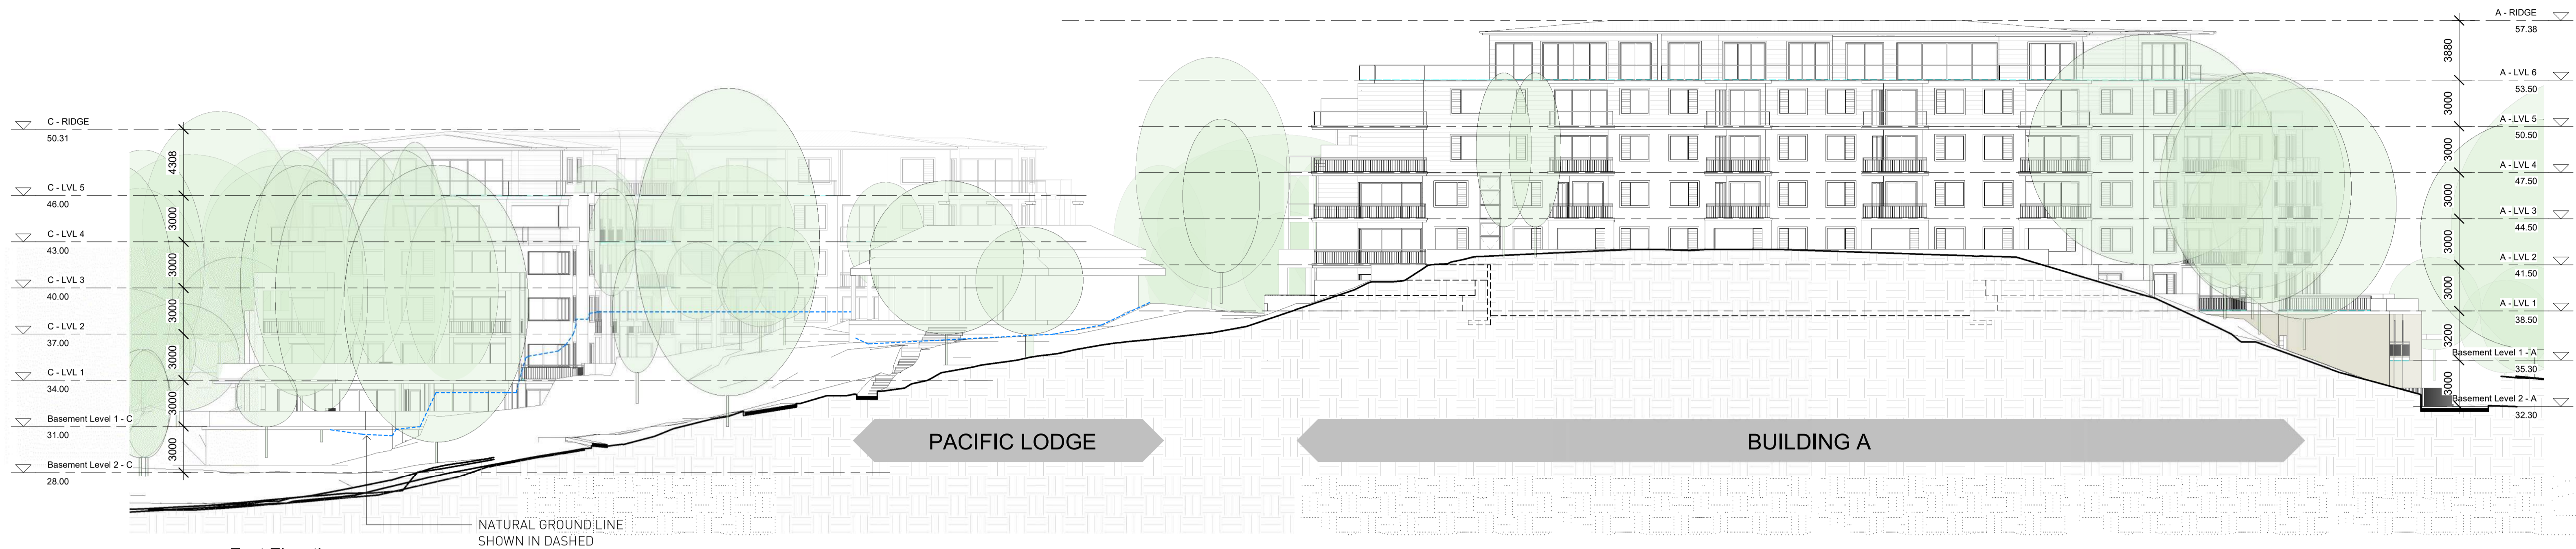 C - RIDGE
50.31
4308
C - LVL 5
46.00
3000
C - LVL 4
43.00
3000
C - LVL 3
40.00
3000
C - LVL 2
37.00
3000
C - LVL 1
34.00
3000
Basement Level 1 - C
31.00
3000
Basement Level 2 - C
28.00
NATURAL GROUND LINE
SHOWN IN DASHED
PACIFIC LODGE
BUILDING A
A - RIDGE
57.38
3880
A - LVL 6
53.50
3000
A - LVL 5
50.50
3000
A - LVL 4
47.50
3000
A - LVL 3
44.50
3000
A - LVL 2
41.50
3000
A - LVL 1
38.50
3200
Basement Level 1 - A
35.30
3000
Basement Level 2 - A
32.30